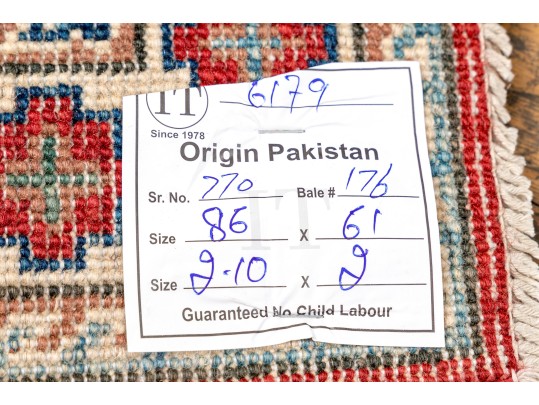 IT 6179
Since 1978
Origin Pakistan
Sr. No. 770 Bale # 176
Size 86 X 61
Size 2.10 X 2
Guaranteed No Child Labour